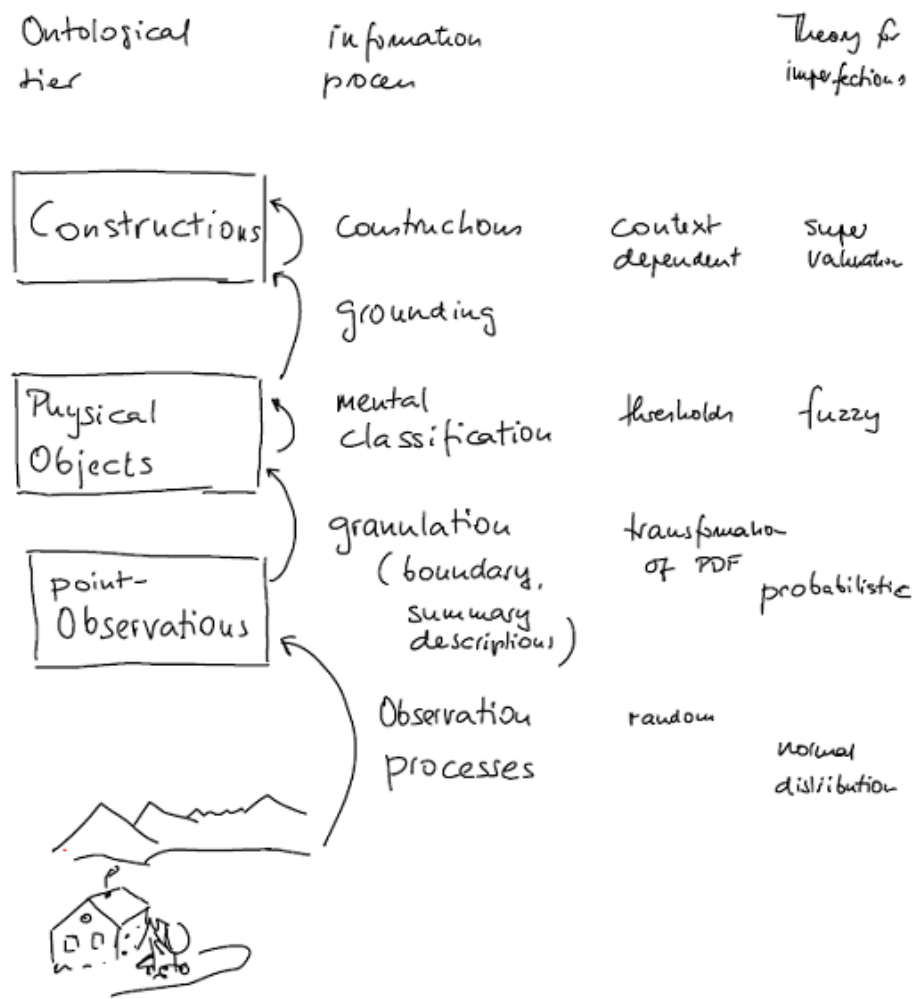 Ontological
tier
information
process
Theory for
imperfections
Constructions
Constructions
context
dependent
super
valuation
grounding
Physical
Objects
mental
classification
thresholds
fuzzy
granulation
(boundary,
summary
descriptions)
transformation
of PDF
probabilistic
point-
Observations
Observation
processes
random
normal
distribution